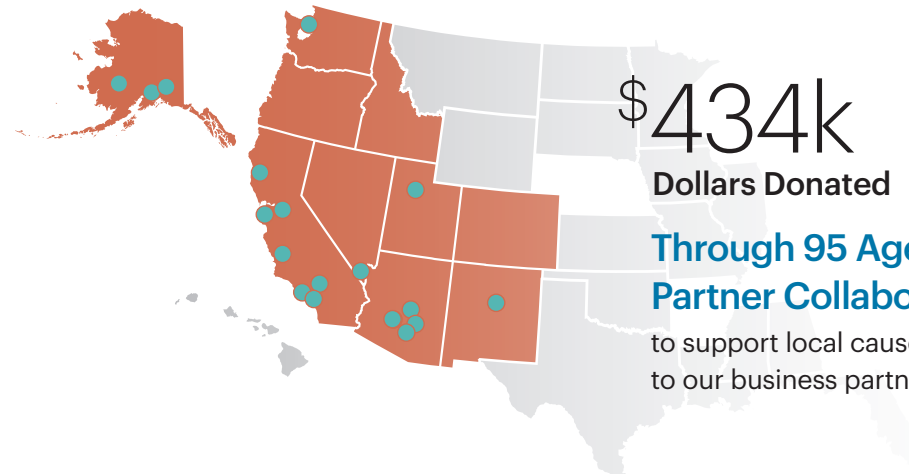 $434k
Dollars Donated
Through 95
Partner
to support local
to our business